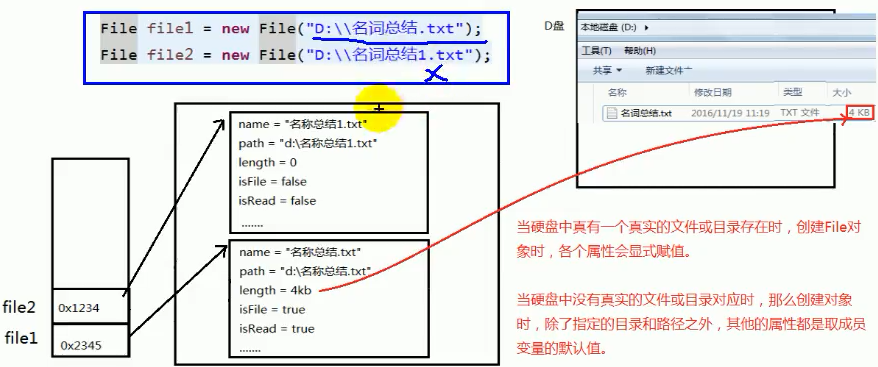 File file1 = new File("D:\\名词总结.txt");
File file2 = new File("D:\\名词总结1.txt");
D盘
本地磁盘 (D:)
工具(T) 帮助(H)
共享 新建文件
名称 修改日期 类型 大小
名词总结.txt 2016/11/19 11:19 TXT 文件 4 KB
name = "名称总结1.txt"
path = "d:\名称总结1.txt"
length = 0
isFile = false
isRead = false
.......
name = "名称总结.txt"
path = "d:\名称总结.txt"
length = 4kb
isFile = true
isRead = true
.......
file2 0x1234
file1 0x2345
当硬盘中真有一个真实的文件或目录存在时，创建File对
象时，各个属性会显式赋值。
当硬盘中没有真实的文件或目录对应时，那么创建对象
时，除了指定的目录和路径之外，其他的属性都是取成员
变量的默认值。